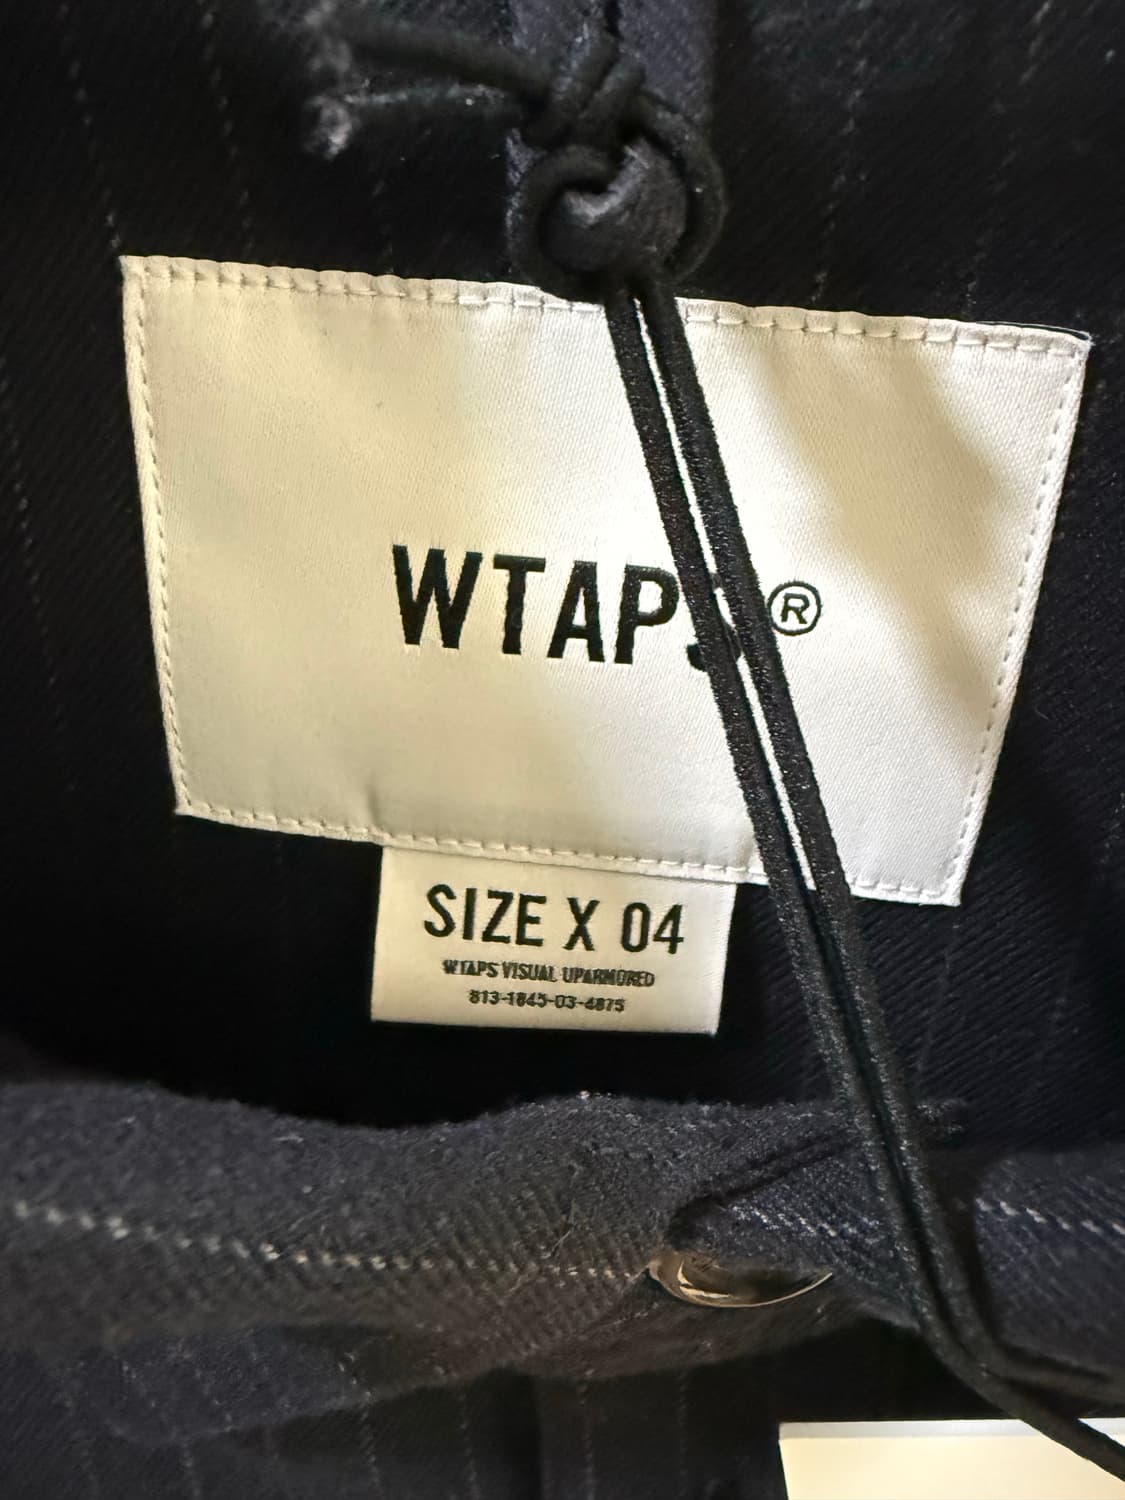 WTAPS®
SIZE X 04
WTAPS VISUAL UPARMORED
813-1845-03-4875